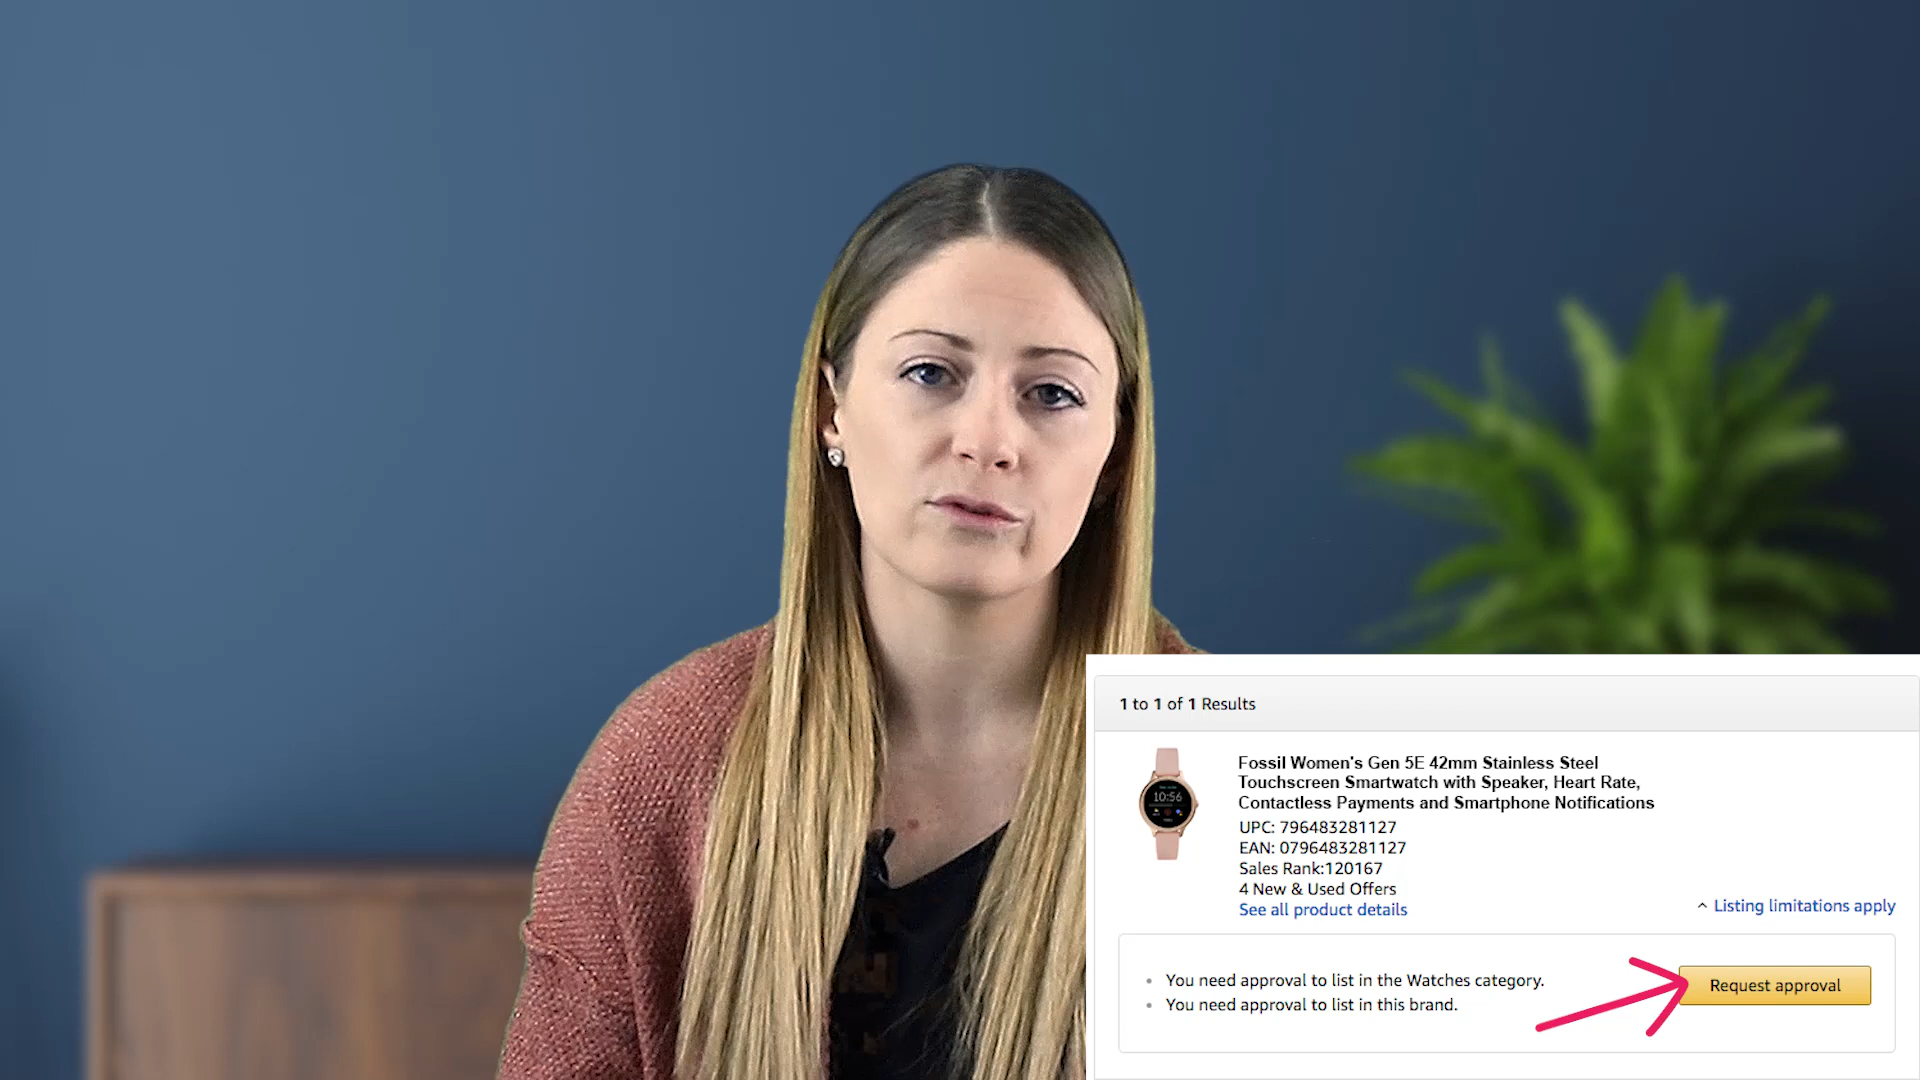 1 to 1 of 1 Results
10:56
Fossil Women's Gen 5E 42mm Stainless Steel
Touchscreen Smartwatch with Speaker, Heart Rate,
Contactless Payments and Smartphone Notifications
UPC: 796483281127
EAN: 0796483281127
Sales Rank:120167
4 New & Used Offers
See all product details
Listing limitations apply
You need approval to list in the Watches category.
You need approval to list in this brand.
Request approval